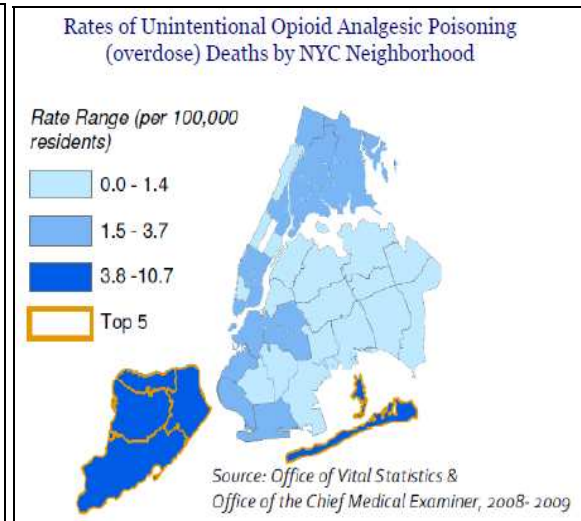 Rates of Unintentional Opioid Analgesic Poisoning
(overdose) Deaths by NYC Neighborhood
Rate Range (per 100,000
residents)
0.0 - 1.4
1.5 - 3.7
3.8 -10.7
Top 5
Source: Office of Vital Statistics &
Office of the Chief Medical Examiner, 2008- 2009